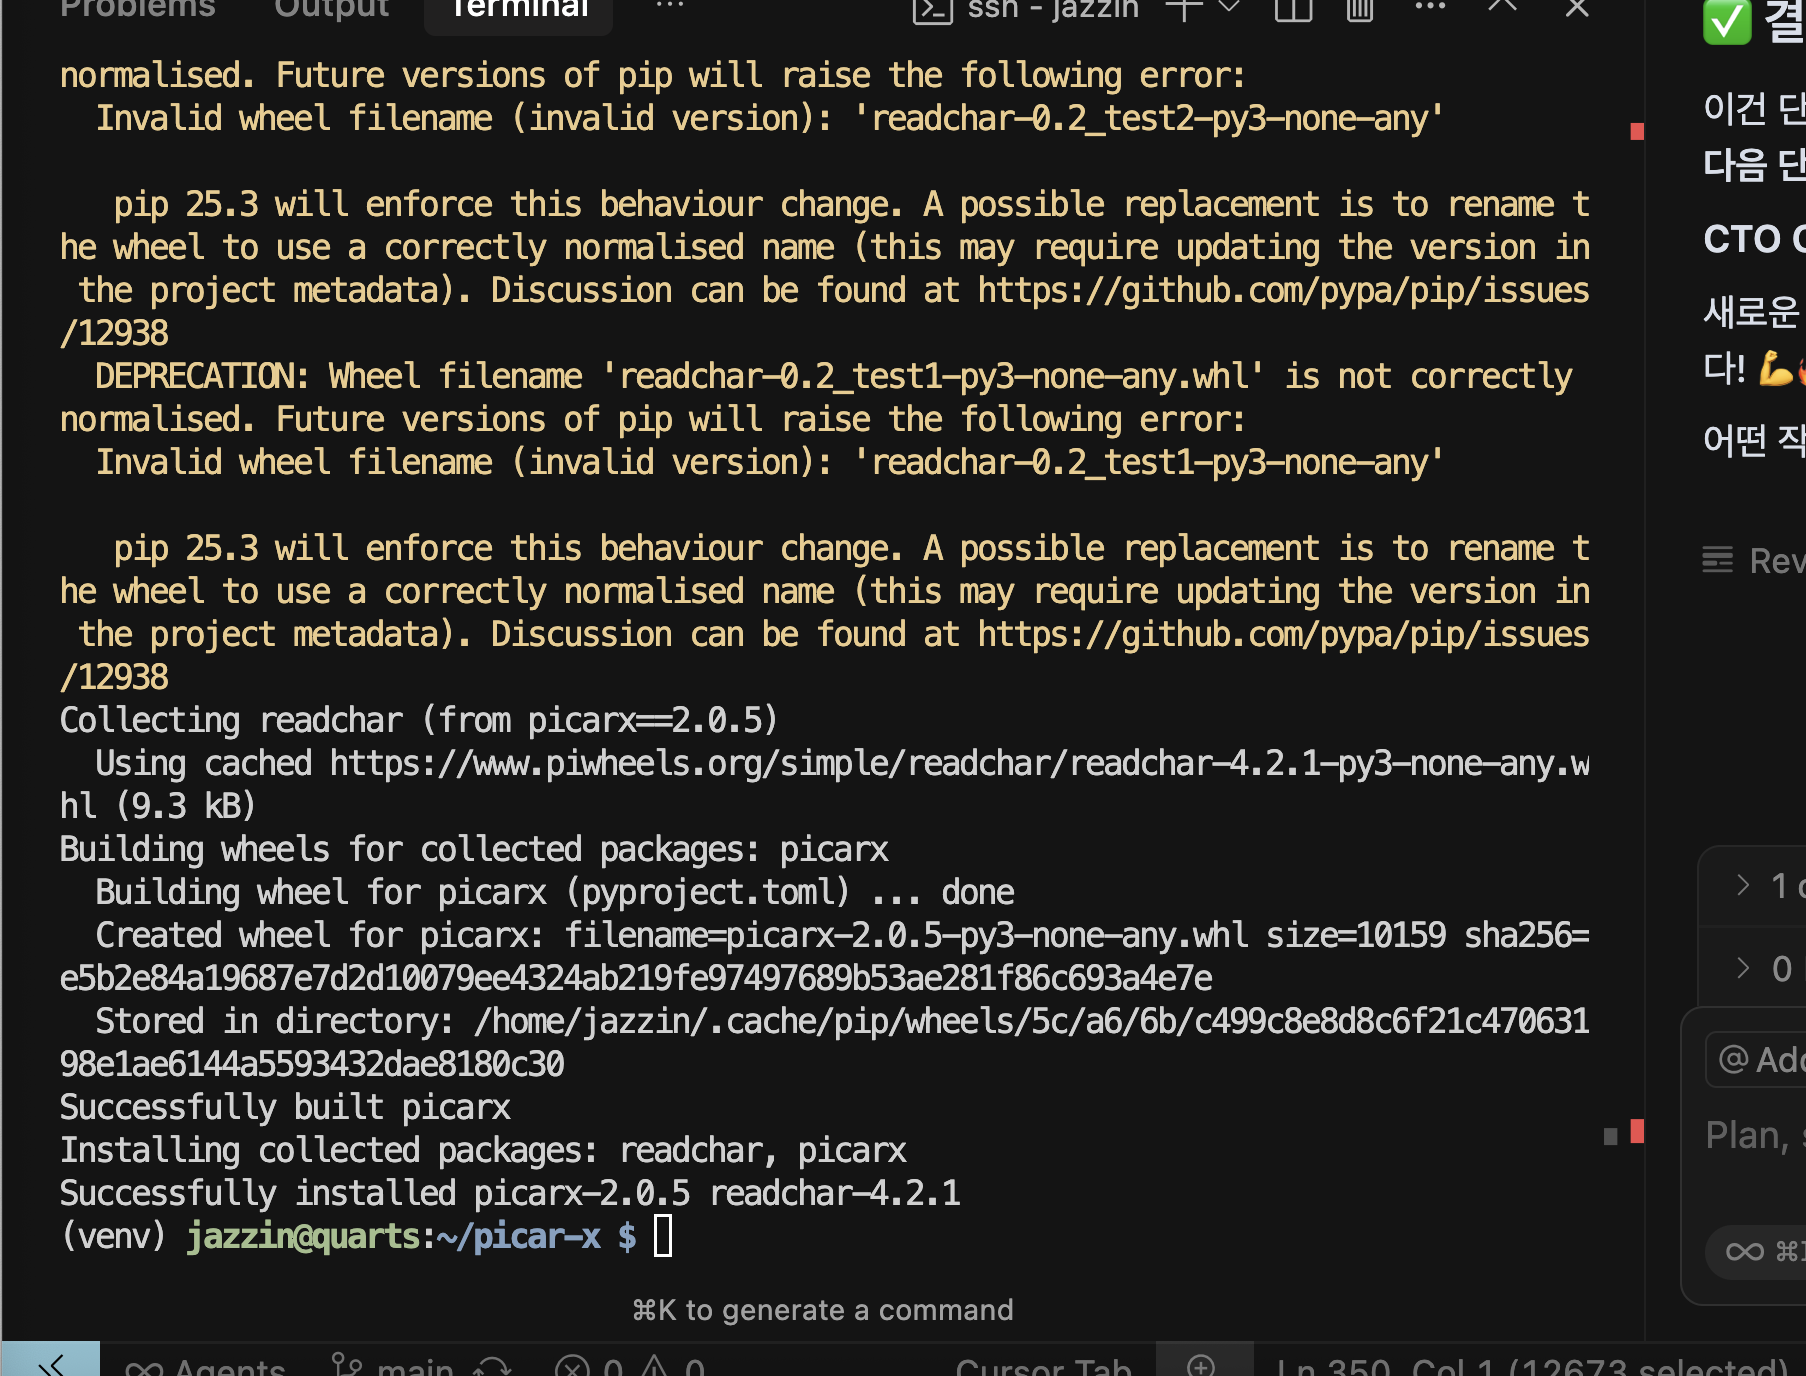 Problems Output Terminal ... ssh - jazzin
normalised. Future versions of pip will raise the following error:
Invalid wheel filename (invalid version): 'readchar-0.2_test2-py3-none-any'
pip 25.3 will enforce this behaviour change. A possible replacement is to rename t
he wheel to use a correctly normalised name (this may require updating the version in
the project metadata). Discussion can be found at https://github.com/pypa/pip/issues
/12938
DEPRECATION: Wheel filename 'readchar-0.2_test1-py3-none-any.whl' is not correctly
normalised. Future versions of pip will raise the following error:
Invalid wheel filename (invalid version): 'readchar-0.2_test1-py3-none-any'
pip 25.3 will enforce this behaviour change. A possible replacement is to rename t
he wheel to use a correctly normalised name (this may require updating the version in
the project metadata). Discussion can be found at https://github.com/pypa/pip/issues
/12938
Collecting readchar (from picarx==2.0.5)
Using cached https://www.piwheels.org/simple/readchar/readchar-4.2.1-py3-none-any.w
hl (9.3 kB)
Building wheels for collected packages: picarx
Building wheel for picarx (pyproject.toml) ... done
Created wheel for picarx: filename=picarx-2.0.5-py3-none-any.whl size=10159 sha256=
e5b2e84a19687e7d2d10079ee4324ab219fe97497689b53ae281f86c693a4e7e
Stored in directory: /home/jazzin/.cache/pip/wheels/5c/a6/6b/c499c8e8d8c6f21c470631
98e1ae6144a5593432dae8180c30
Successfully built picarx
Installing collected packages: readchar, picarx
Successfully installed picarx-2.0.5 readchar-4.2.1
(venv) jazzin@quarts:~/picar-x $
⌘K to generate a command
Agents main 0 0 Cursor Tab Ln 350, Col 1 (12673 selected)
✅ 결
이건 단
다음 단
CTO
새로운
다! 💪
어떤 작
Rev
1
0
@ Add
Plan,
∞ ⌘I